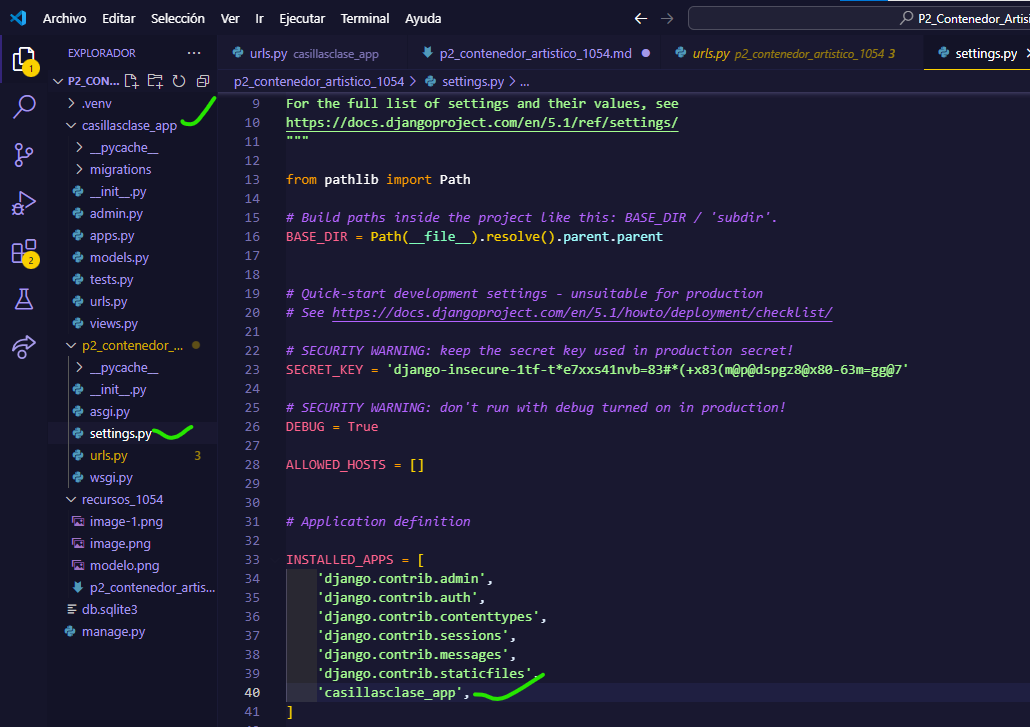 Archivo Editar Selección Ver Ir Ejecutar Terminal Ayuda
P2_Contenedor_Artisi
EXPLORADOR ...
urls.py casillasclase_app
p2_contenedor_artistico_1054.md
urls.py p2_contenedor_artistico_1054 3
settings.py
P2_CON...
p2_contenedor_artistico_1054 > settings.py > ...
1
2
.venv
casillasclase_app
__pycache__
migrations
__init__.py
admin.py
apps.py
models.py
tests.py
urls.py
views.py
p2_contenedor_...
__pycache__
__init__.py
asgi.py
settings.py
urls.py 3
wsgi.py
recursos_1054
image-1.png
image.png
modelo.png
p2_contenedor_artis...
db.sqlite3
manage.py
9 For the full list of settings and their values, see
10 https://docs.djangoproject.com/en/5.1/ref/settings/
11 """
12
13 from pathlib import Path
14
15 # Build paths inside the project like this: BASE_DIR / 'subdir'.
16 BASE_DIR = Path(__file__).resolve().parent.parent
17
18
19 # Quick-start development settings - unsuitable for production
20 # See https://docs.djangoproject.com/en/5.1/howto/deployment/checklist/
21
22 # SECURITY WARNING: keep the secret key used in production secret!
23 SECRET_KEY = 'django-insecure-1tf-t*e7xxs41nvb=83#*(+x83(m@p@dspgz8@x80-63m=gg@7'
24
25 # SECURITY WARNING: don't run with debug turned on in production!
26 DEBUG = True
27
28 ALLOWED_HOSTS = []
29
30
31 # Application definition
32
33 INSTALLED_APPS = [
34 'django.contrib.admin',
35 'django.contrib.auth',
36 'django.contrib.contenttypes',
37 'django.contrib.sessions',
38 'django.contrib.messages',
39 'django.contrib.staticfiles',
40 'casillasclase_app',
41 ]